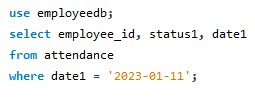 use employeedb;
select employee_id, status1, date1
from attendance
where date1 = '2023-01-11';